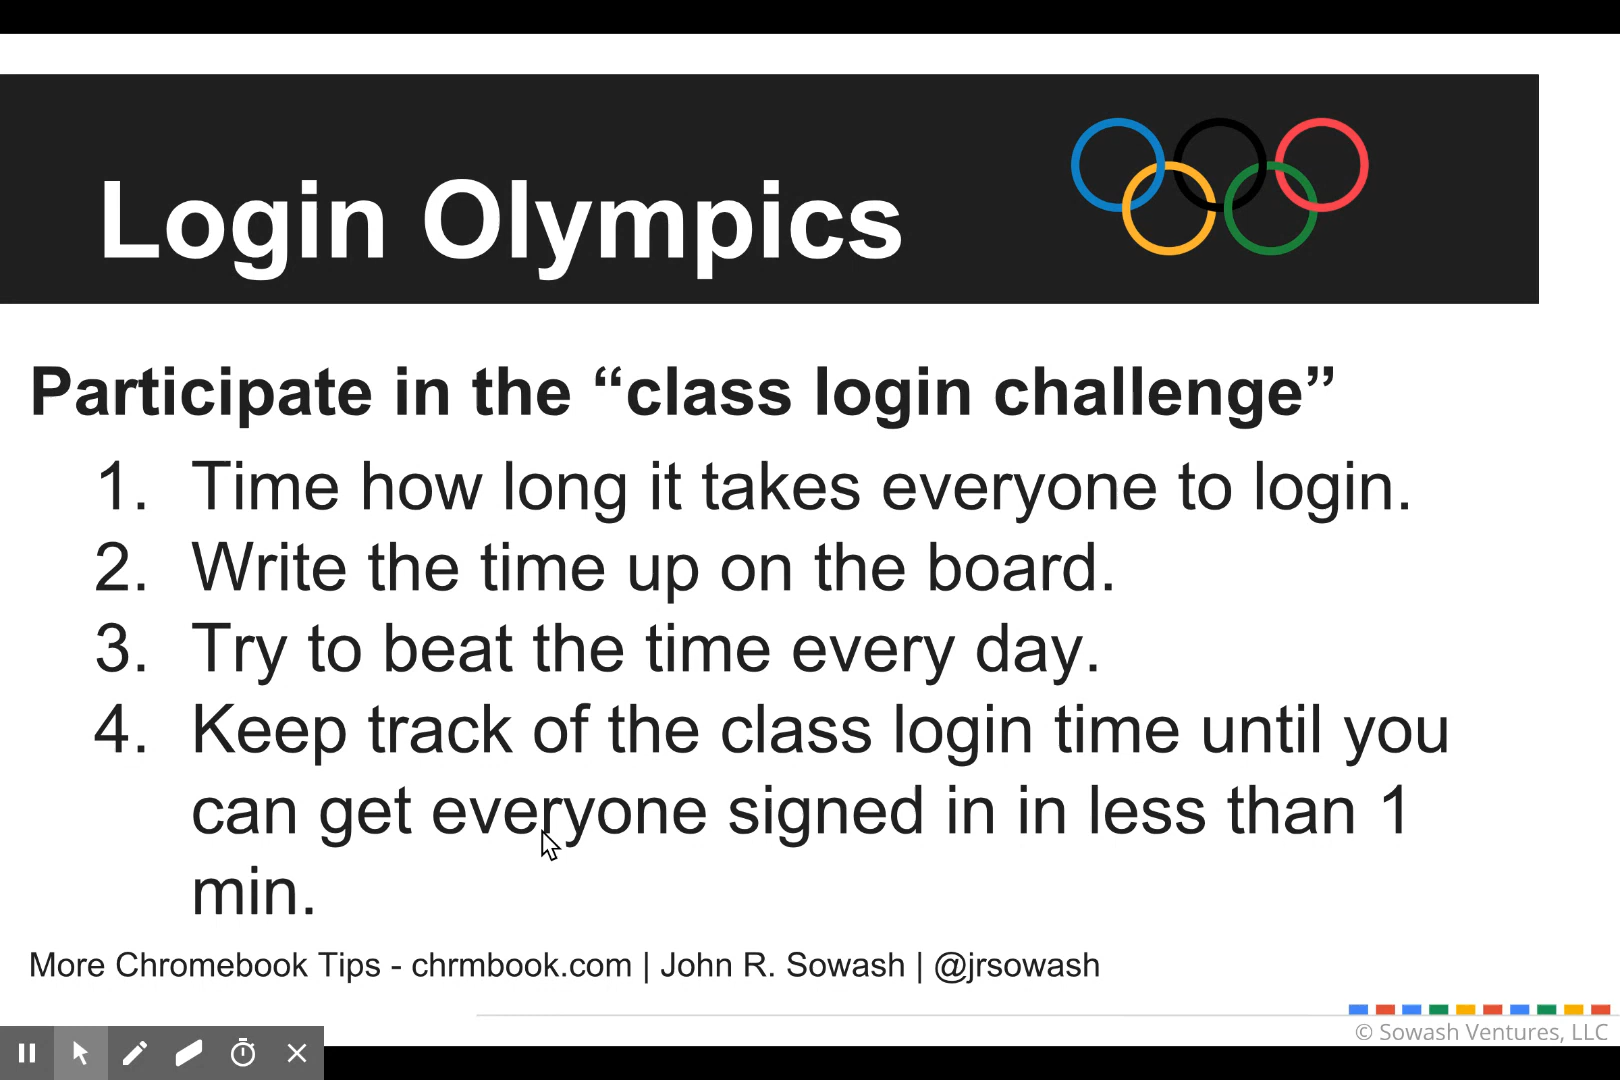 Login Olympics
Participate in the “class login challenge”
1. Time how long it takes everyone to login.
2. Write the time up on the board.
3. Try to beat the time every day.
4. Keep track of the class login time until you
can get everyone signed in in less than 1
min.
More Chromebook Tips - chrmbook.com | John R. Sowash | @jrsowash
© Sowash Ventures, LLC